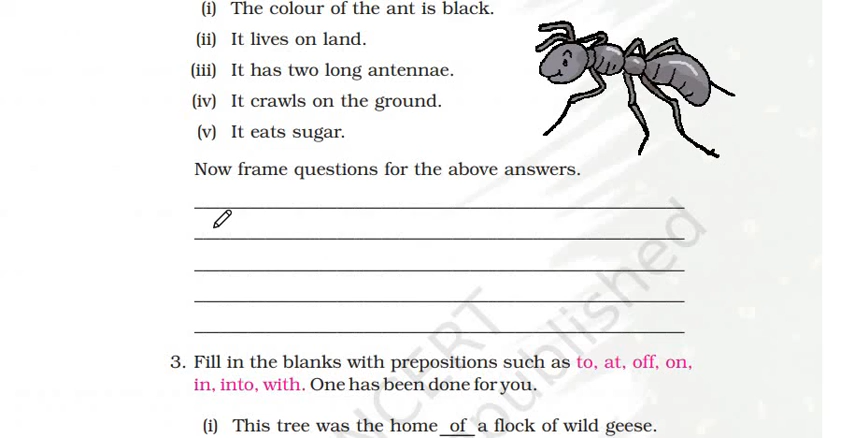 (i) The colour of the ant is black.
(ii) It lives on land.
(iii) It has two long antennae.
(iv) It crawls on the ground.
(v) It eats sugar.
Now frame questions for the above answers.
3. Fill in the blanks with prepositions such as to, at, off, on,
in, into, with. One has been done for you.
(i) This tree was the home of a flock of wild geese.
NCERT
published